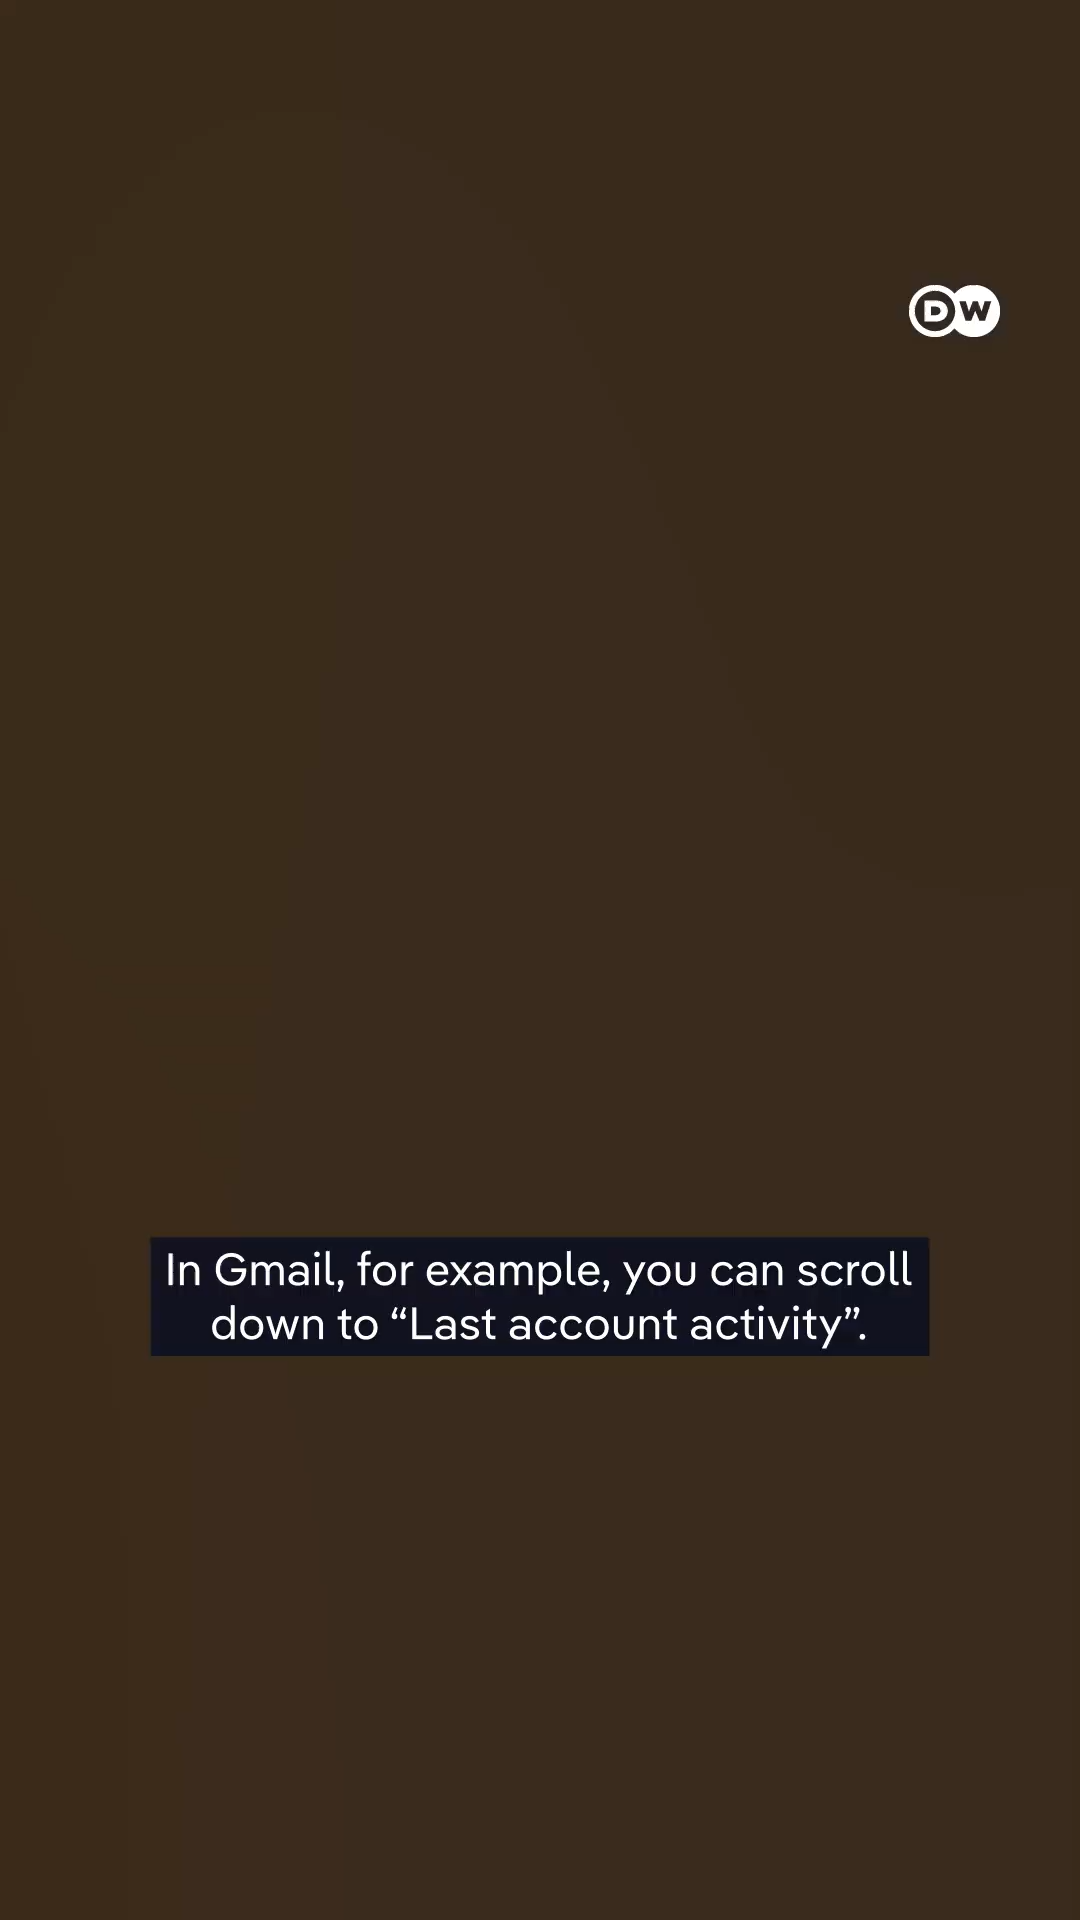 DW
In Gmail, for example, you can scroll
down to “Last account activity”.